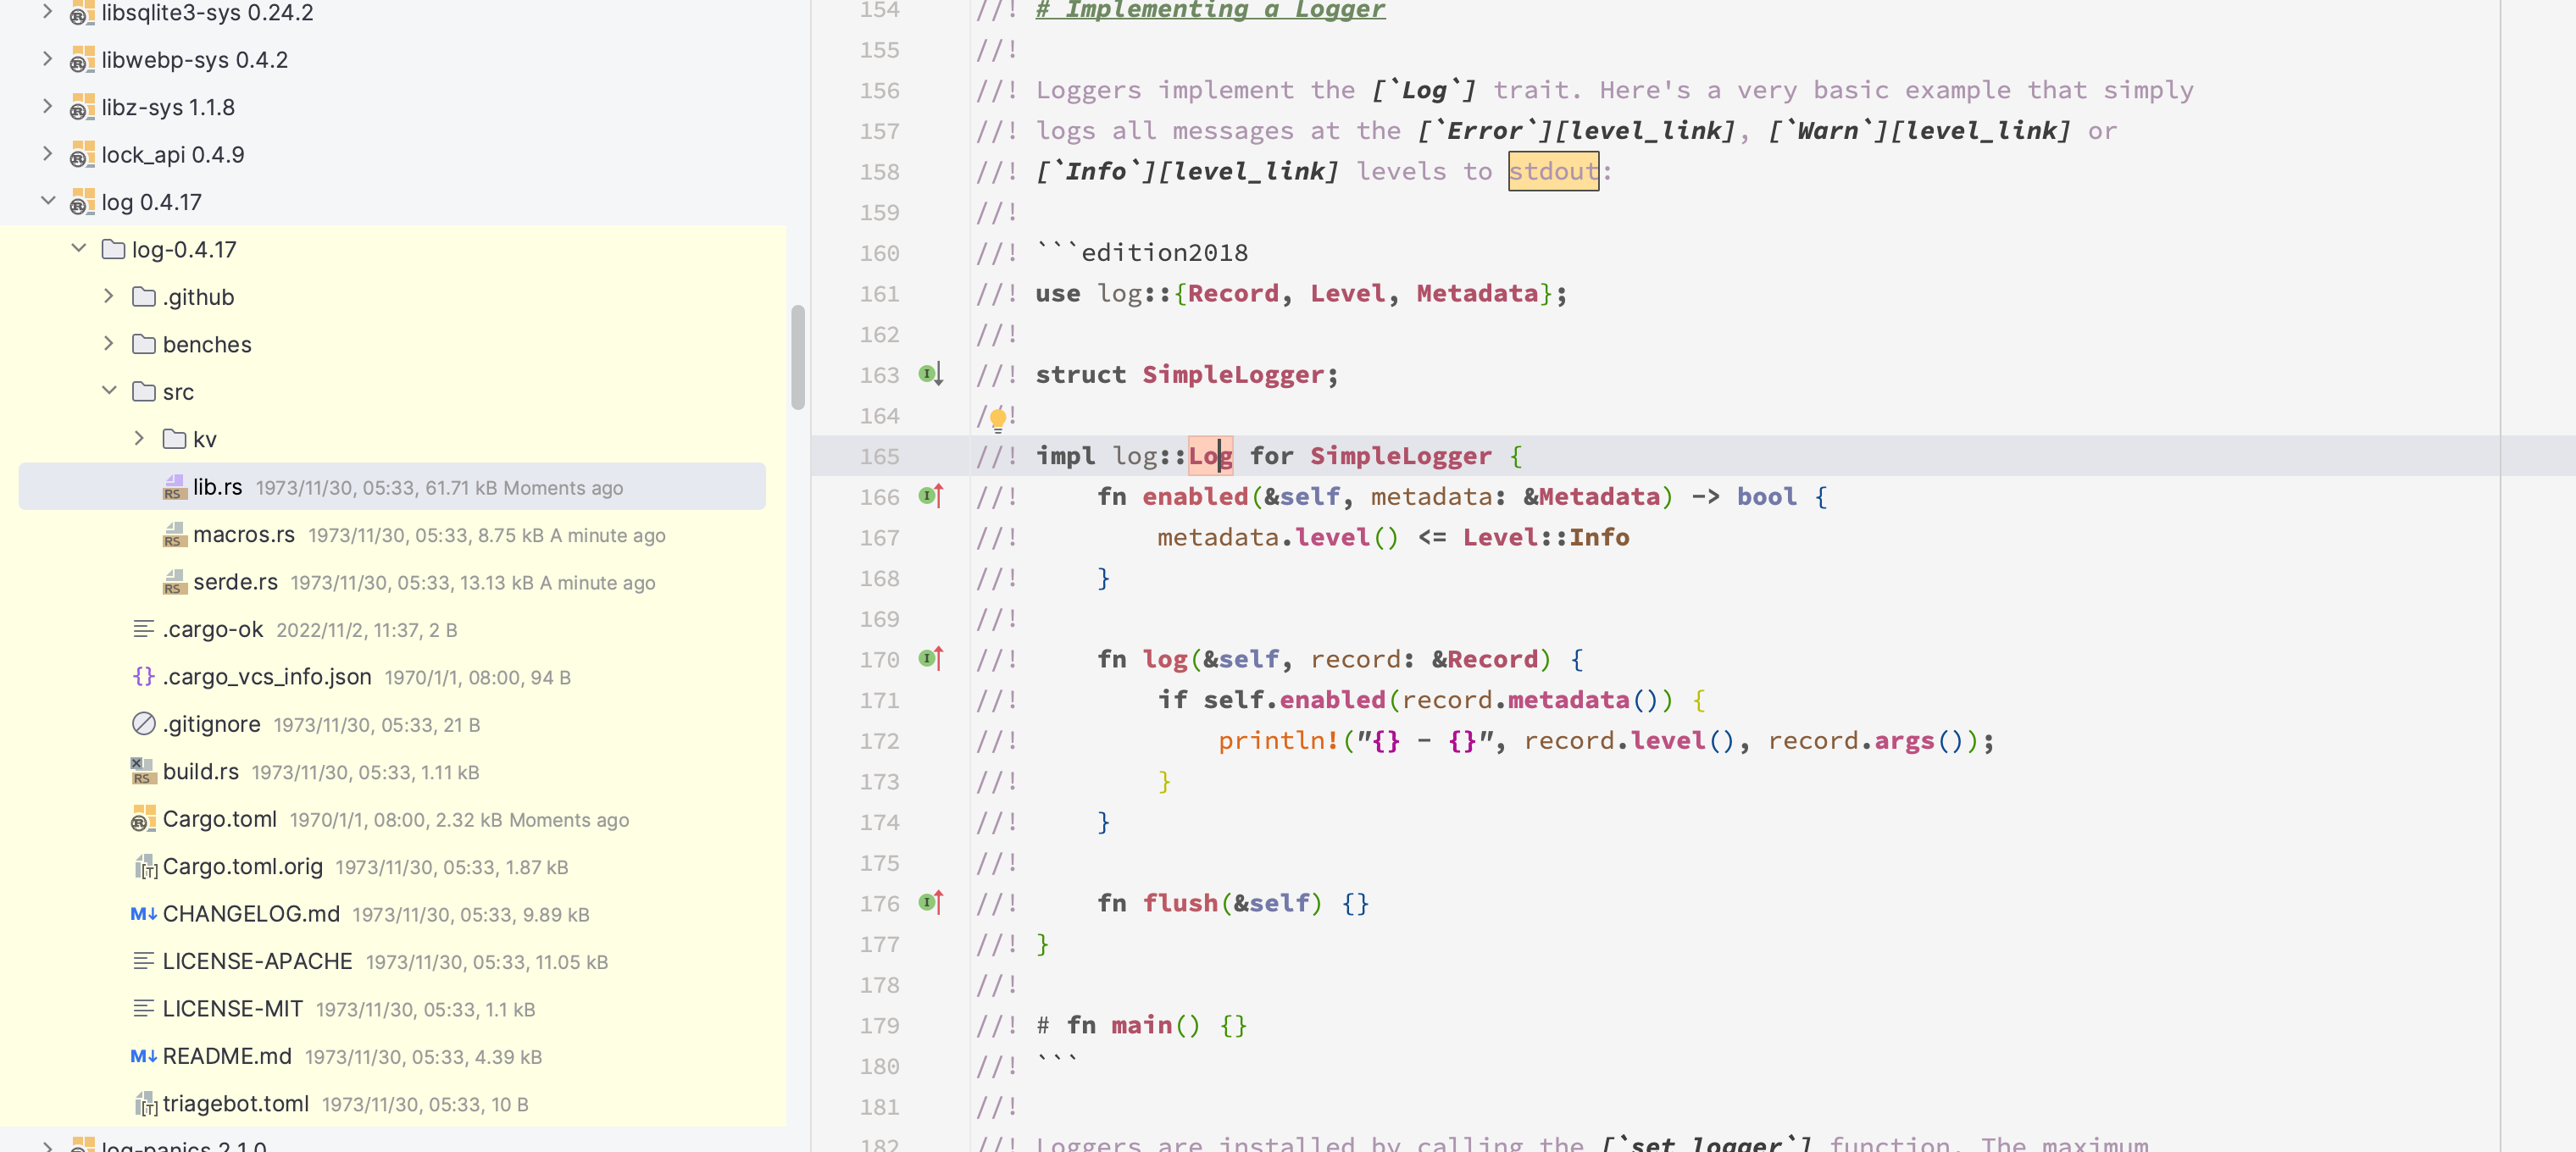 libsqlite3-sys 0.24.2
libwebp-sys 0.4.2
libz-sys 1.1.8
lock_api 0.4.9
log 0.4.17
log-0.4.17
.github
benches
src
kv
lib.rs 1973/11/30, 05:33, 61.71 kB Moments ago
macros.rs 1973/11/30, 05:33, 8.75 kB A minute ago
serde.rs 1973/11/30, 05:33, 13.13 kB A minute ago
.cargo-ok 2022/11/2, 11:37, 2 B
.cargo_vcs_info.json 1970/1/1, 08:00, 94 B
.gitignore 1973/11/30, 05:33, 21 B
build.rs 1973/11/30, 05:33, 1.11 kB
Cargo.toml 1970/1/1, 08:00, 2.32 kB Moments ago
Cargo.toml.orig 1973/11/30, 05:33, 1.87 kB
CHANGELOG.md 1973/11/30, 05:33, 9.89 kB
LICENSE-APACHE 1973/11/30, 05:33, 11.05 kB
LICENSE-MIT 1973/11/30, 05:33, 1.1 kB
README.md 1973/11/30, 05:33, 4.39 kB
triagebot.toml 1973/11/30, 05:33, 10 B
log-panics 2.1.0
154 //! # Implementing a Logger
155 //!
156 //! Loggers implement the [`Log`] trait. Here's a very basic example that simply
157 //! logs all messages at the [`Error`][level_link], [`Warn`][level_link] or
158 //! [`Info`][level_link] levels to stdout:
159 //!
160 //! ```edition2018
161 //! use log::{Record, Level, Metadata};
162 //!
163 //! struct SimpleLogger;
164 //!
165 //! impl log::Log for SimpleLogger {
166 //!     fn enabled(&self, metadata: &Metadata) -> bool {
167 //!         metadata.level() <= Level::Info
168 //!     }
169 //!
170 //!     fn log(&self, record: &Record) {
171 //!         if self.enabled(record.metadata()) {
172 //!             println!("{} - {}", record.level(), record.args());
173 //!         }
174 //!     }
175 //!
176 //!     fn flush(&self) {}
177 //! }
178 //!
179 //! # fn main() {}
180 //! ```
181 //!
182 //! Loggers are installed by calling the [`set_logger`] function. The maximum